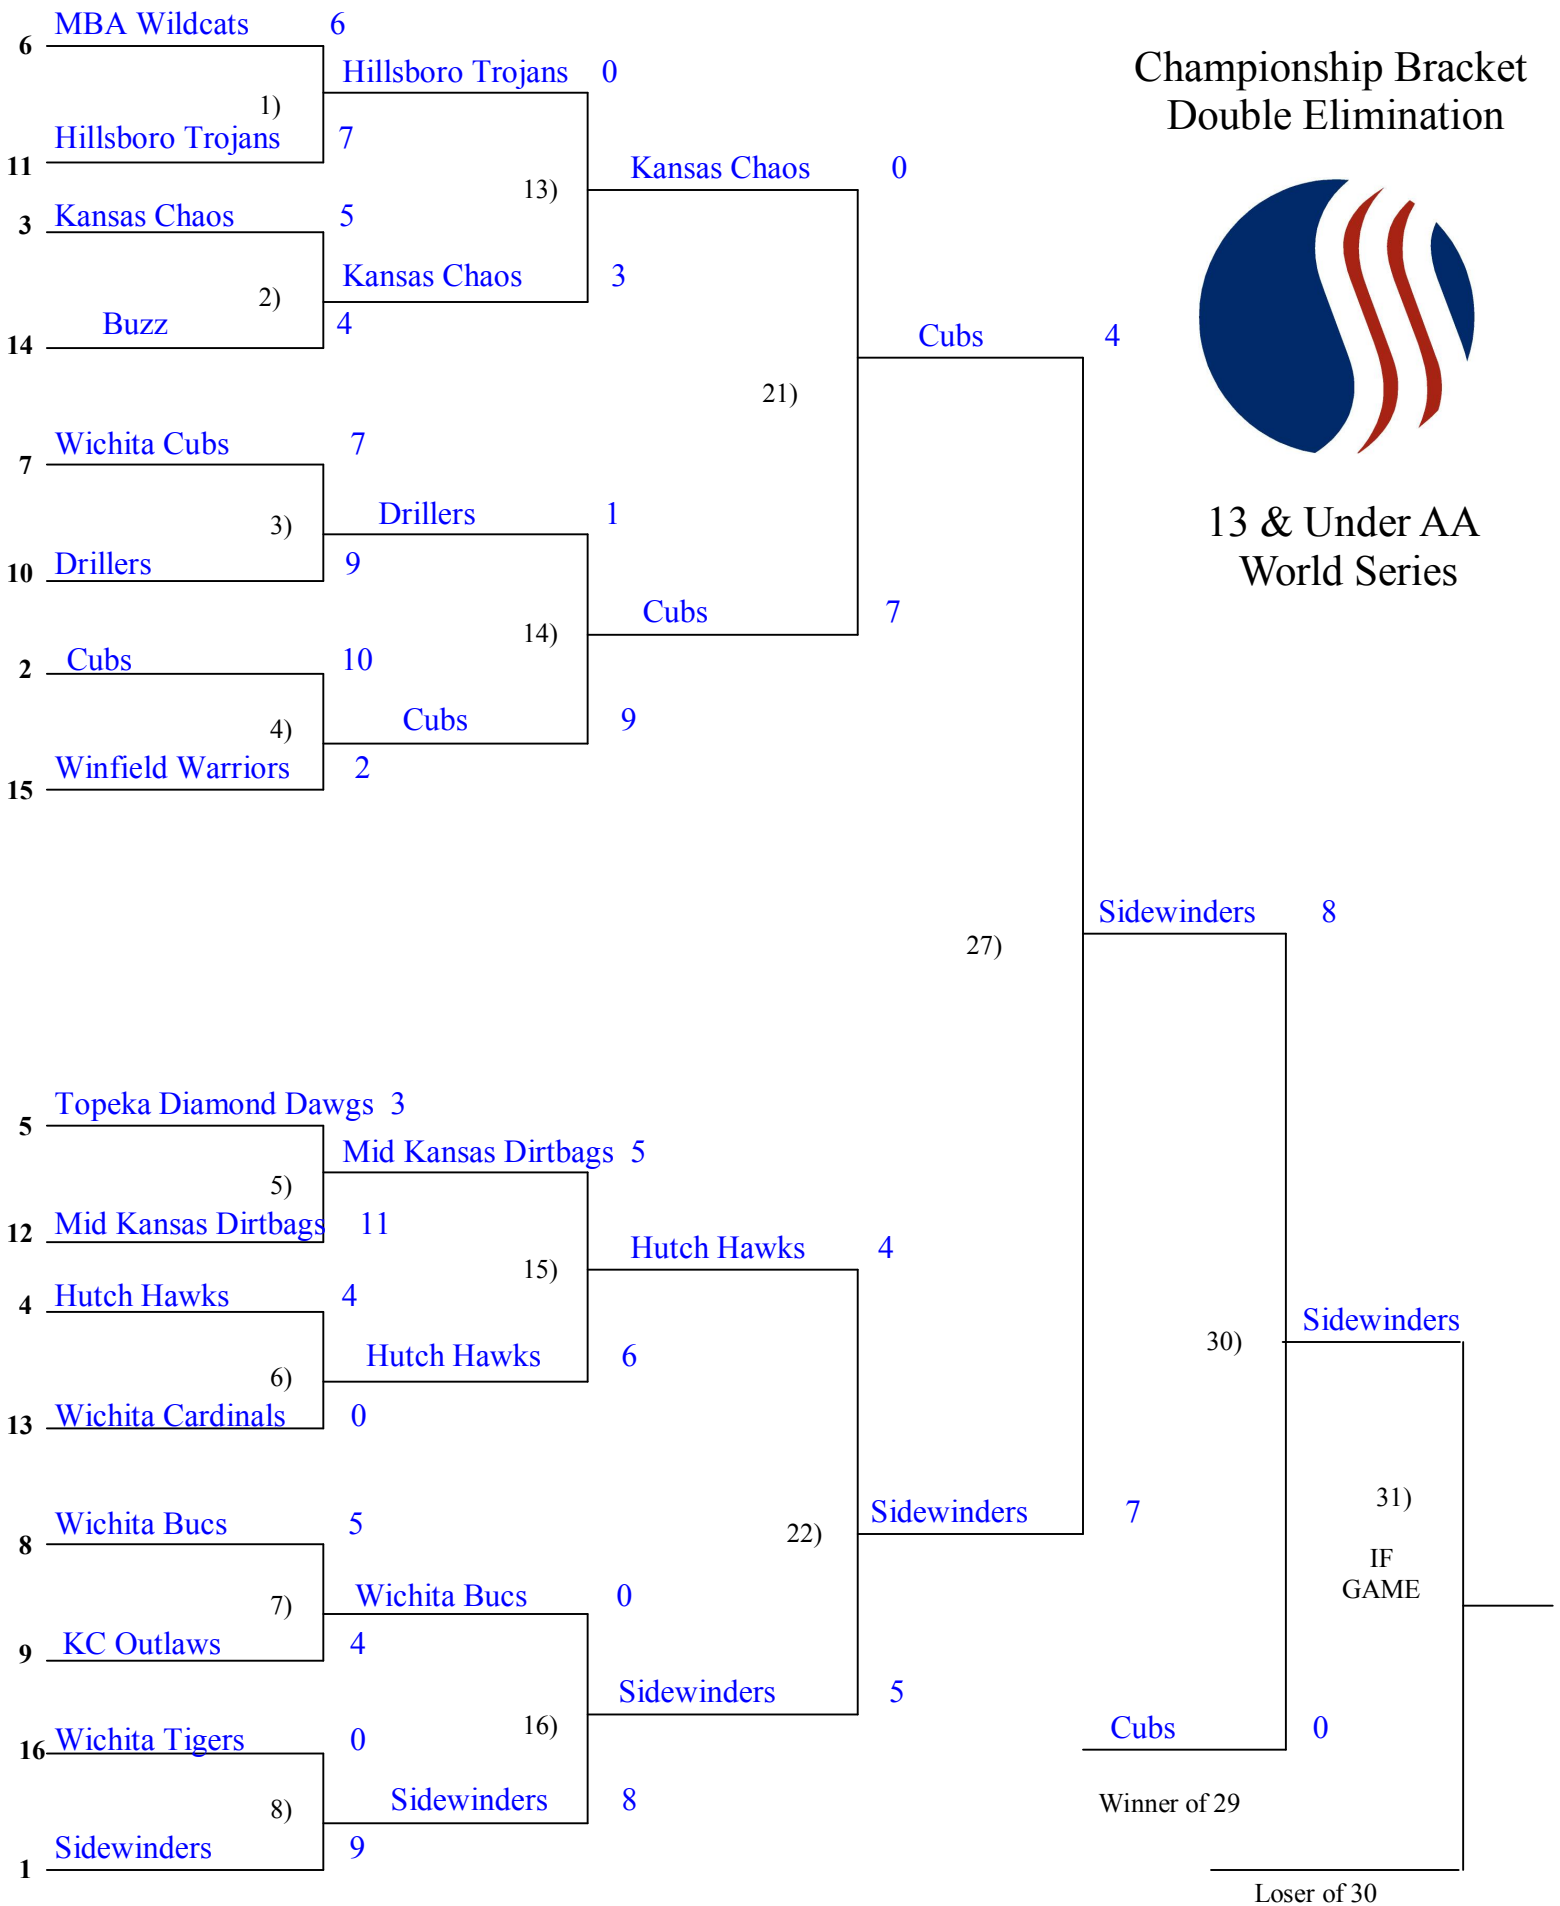 MBA Wildcats 6
6
Hillsboro Trojans 0
1)
Hillsboro Trojans 7
11
Kansas Chaos 0
13)
Kansas Chaos 5
3
Kansas Chaos 3
2)
Buzz 4
14
Cubs 4
21)
Wichita Cubs 7
7
Drillers 1
3)
Drillers 9
10
Cubs 7
14)
Cubs 10
2
Cubs 9
4)
Winfield Warriors 2
15
Championship Bracket
Double Elimination
13 & Under AA
World Series
Sidewinders 8
27)
Topeka Diamond Dawgs 3
5
Mid Kansas Dirtbags 5
5)
Mid Kansas Dirtbags 11
12
Hutch Hawks 4
15)
Hutch Hawks 4
4
Hutch Hawks 6
6)
Wichita Cardinals 0
13
Sidewinders
30)
31)
IF
GAME
Wichita Bucs 5
8
Sidewinders 7
22)
Wichita Bucs 0
7)
KC Outlaws 4
9
Sidewinders 5
16)
Wichita Tigers 0
16
Sidewinders 8
8)
Sidewinders 9
1
Cubs 0
Winner of 29
Loser of 30